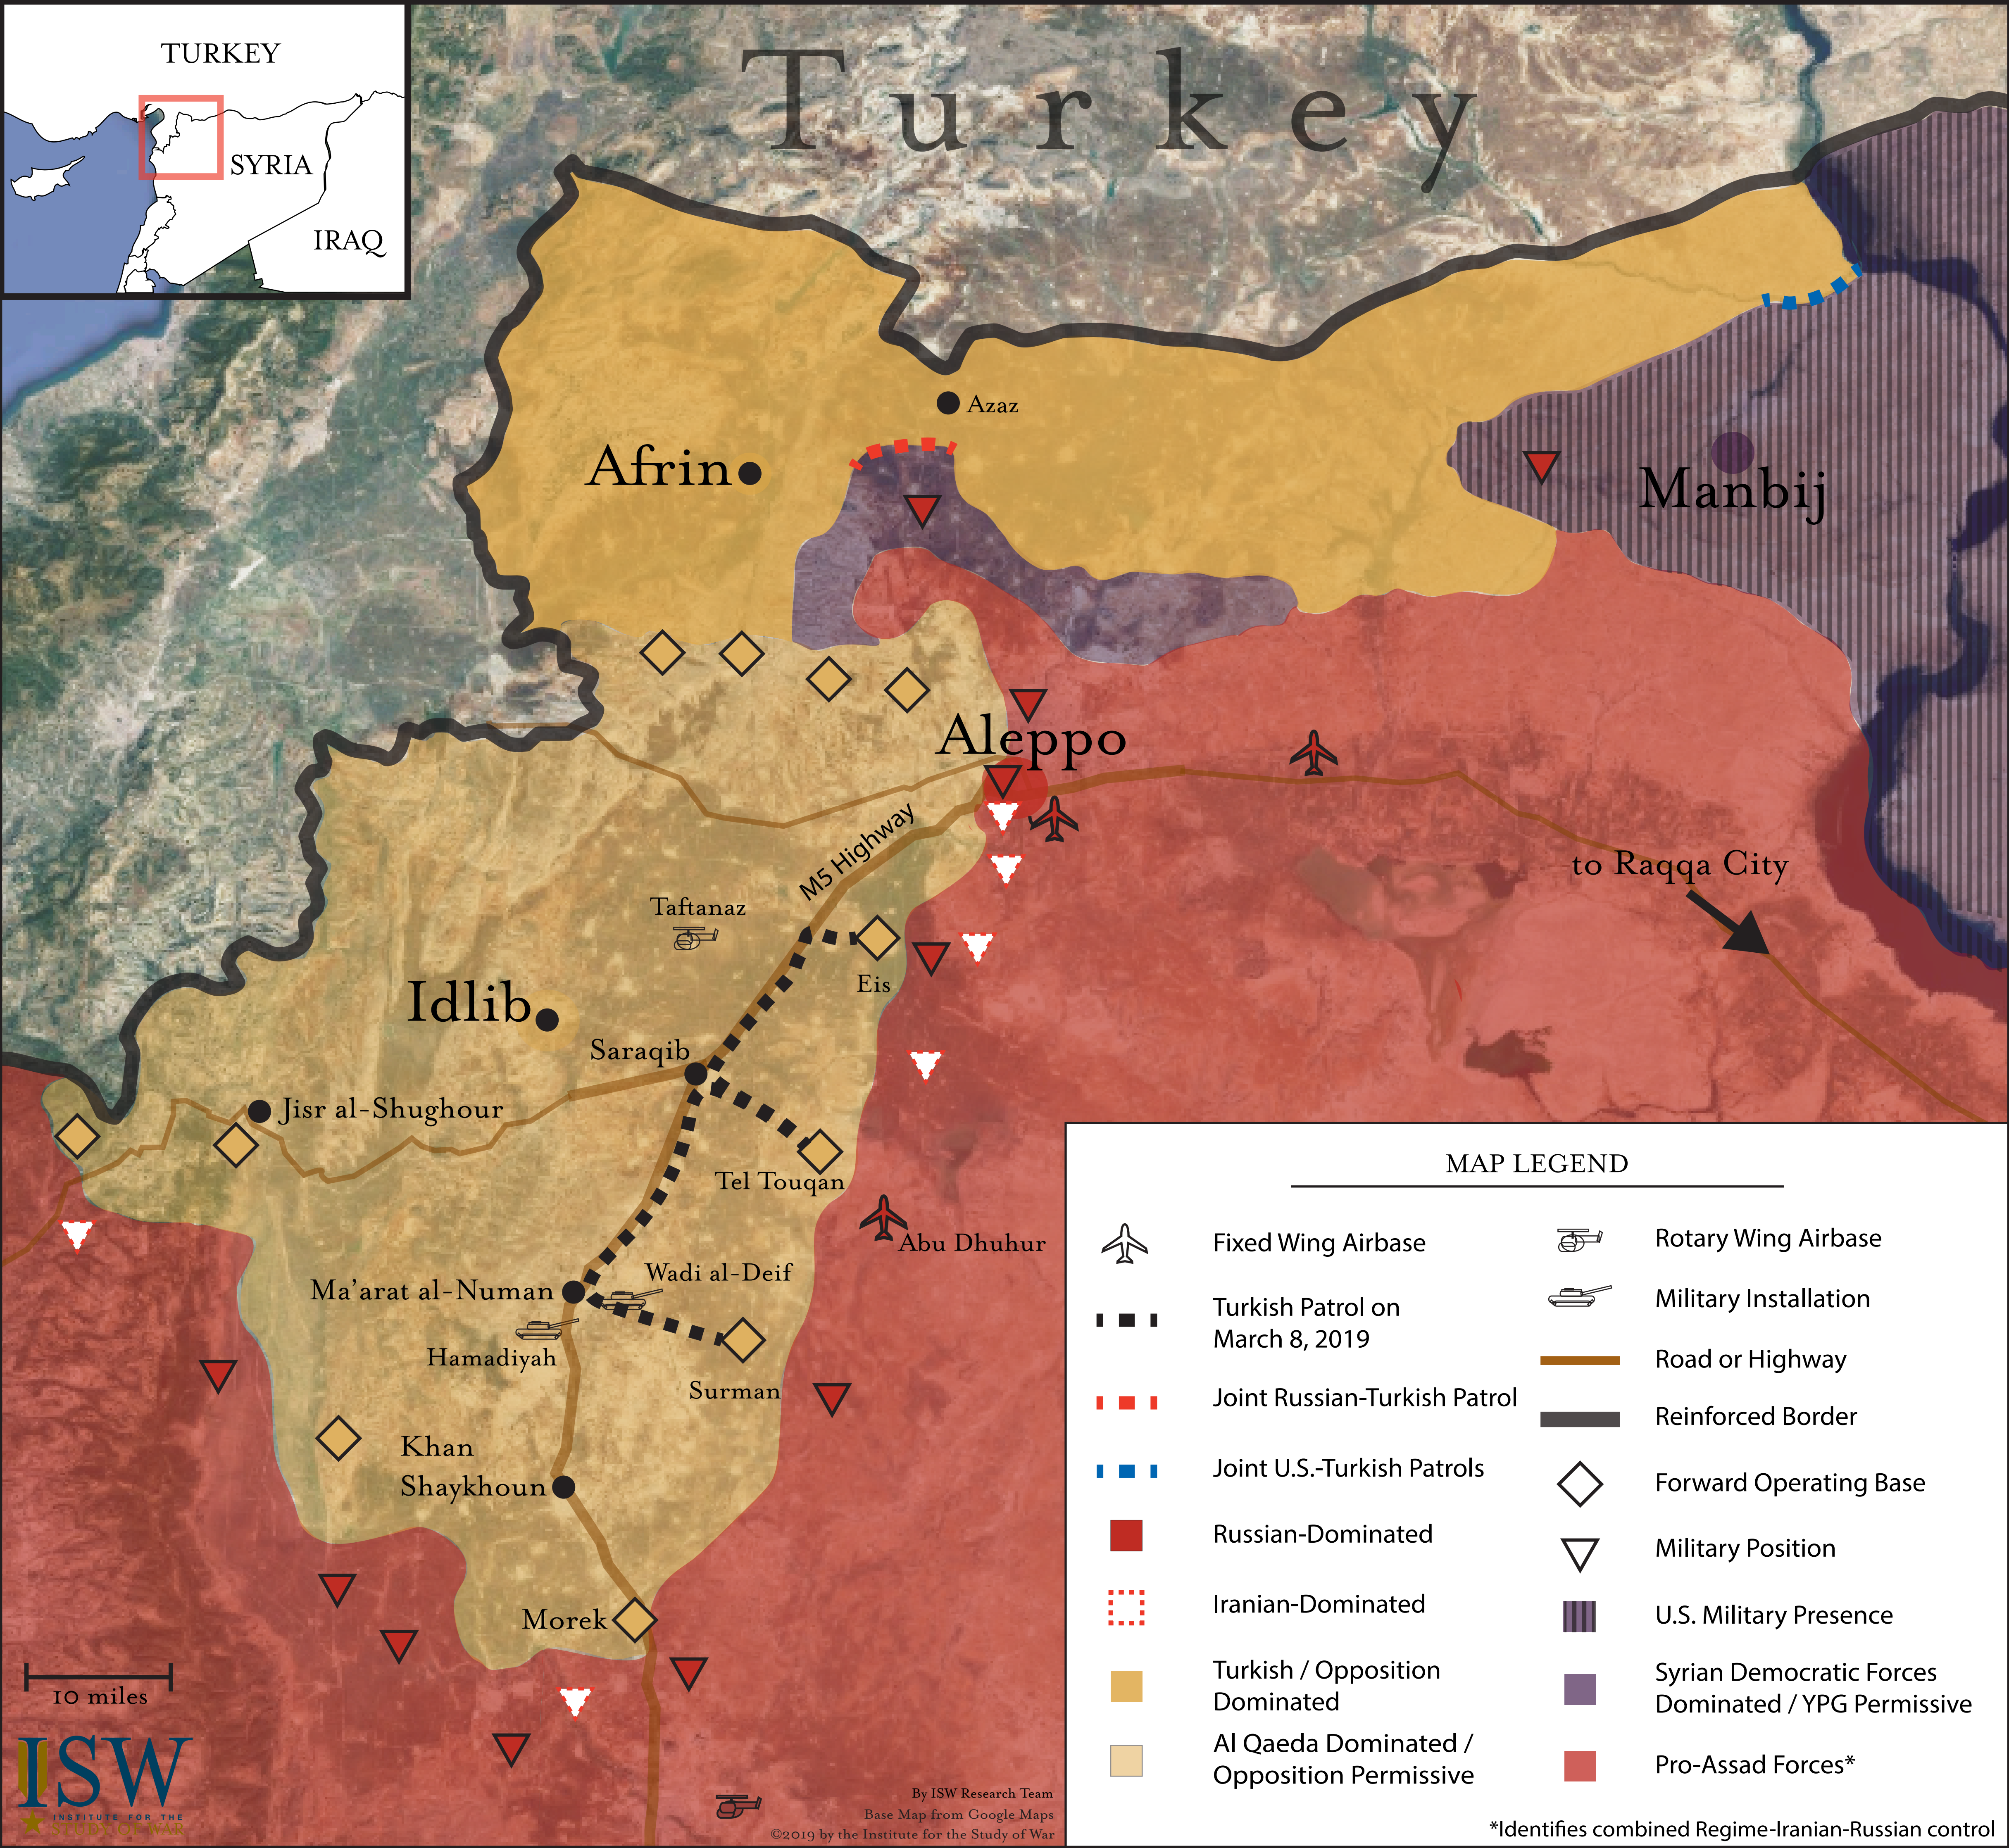 TURKEY
SYRIA
IRAQ
Turkey
Azaz
Afrin
Manbij
Aleppo
M5 Highway
to Raqqa City
Taftanaz
Eis
Idlib
Saraqib
Jisr al-Shughour
Tel Touqan
Abu Dhuhur
Wadi al-Deif
Ma'arat al-Numan
Hamadiyah
Surman
Khan
Shaykhoun
Morek
10 miles
ISW
INSTITUTE FOR THE
STUDY OF WAR
By ISW Research Team
Base Map from Google Maps
©2019 by the Institute for the Study of War
MAP LEGEND
Fixed Wing Airbase
Turkish Patrol on
March 8, 2019
Joint Russian-Turkish Patrol
Joint U.S.-Turkish Patrols
Russian-Dominated
Iranian-Dominated
Turkish / Opposition
Dominated
Al Qaeda Dominated /
Opposition Permissive
Rotary Wing Airbase
Military Installation
Road or Highway
Reinforced Border
Forward Operating Base
Military Position
U.S. Military Presence
Syrian Democratic Forces
Dominated / YPG Permissive
Pro-Assad Forces*
*Identifies combined Regime-Iranian-Russian control